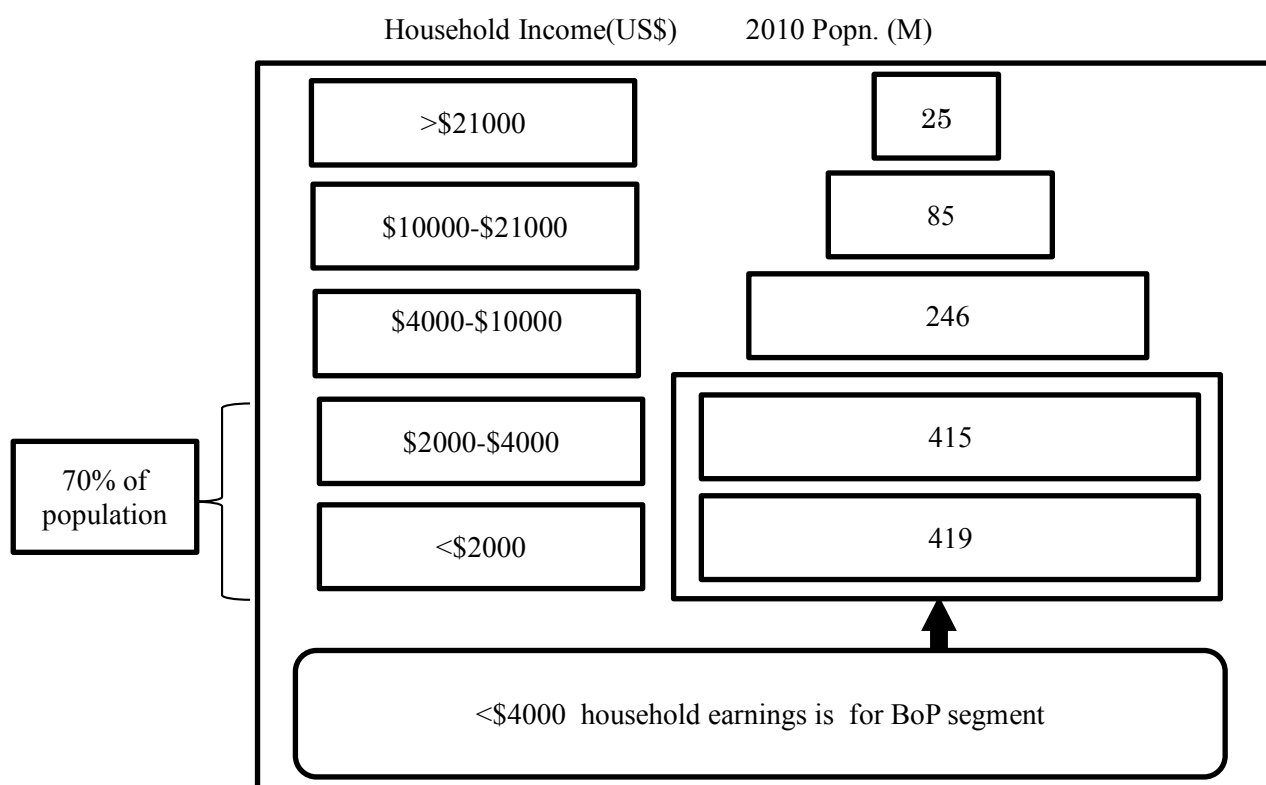 Household Income(US$) 2010 Popn. (M)
>$21000 25
$10000-$21000 85
$4000-$10000 246
$2000-$4000 415
70% of
population
<$2000 419
<$4000 household earnings is for BoP segment